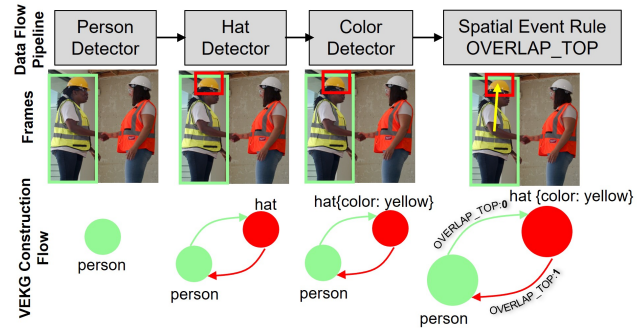 Data Flow
Pipeline
Person
Detector
Hat
Detector
Color
Detector
Spatial Event Rule
OVERLAP_TOP
Frames
VEKG Construction
Flow
person
hat
person
hat{color: yellow}
person
hat {color: yellow}
OVERLAP_TOP:0
OVERLAP_TOP:1
person